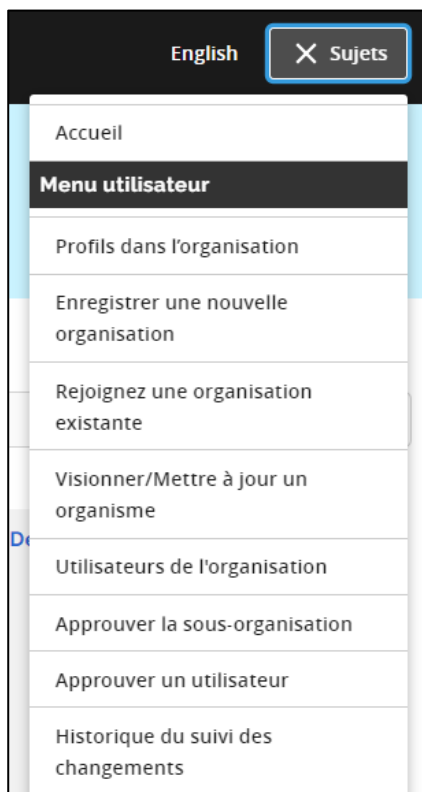 English
Sujets
Accueil
Menu utilisateur
Profils dans l’organisation
Enregistrer une nouvelle
organisation
Rejoignez une organisation
existante
Visionner/Mettre à jour un
organisme
De
Utilisateurs de l'organisation
Approuver la sous-organisation
Approuver un utilisateur
Historique du suivi des
changements